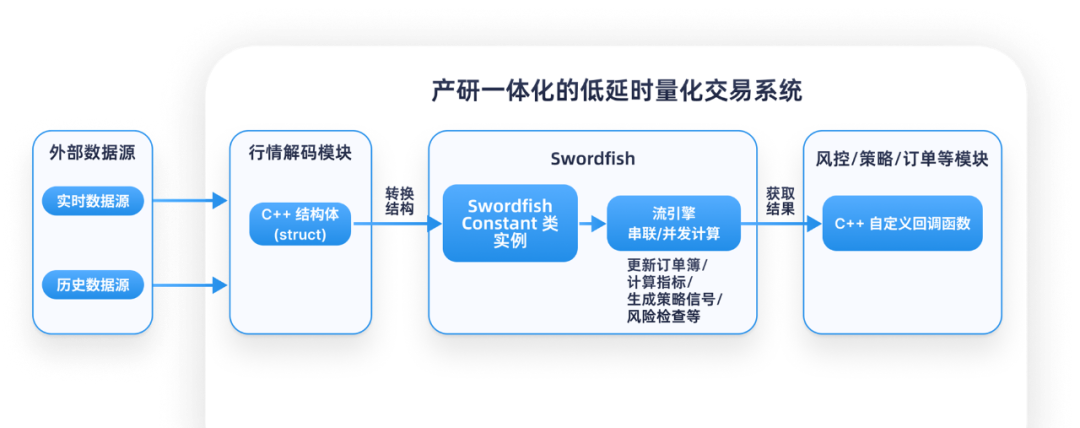 产研一体化的低延时量化交易系统
外部数据源
实时数据源
历史数据源
行情解码模块
C++ 结构体
(struct)
转换
结构
Swordfish
Swordfish
Constant 类
实例
流引擎
串联/并发计算
更新订单簿/
计算指标/
生成策略信号/
风险检查等
获取
结果
风控/策略/订单等模块
C++ 自定义回调函数